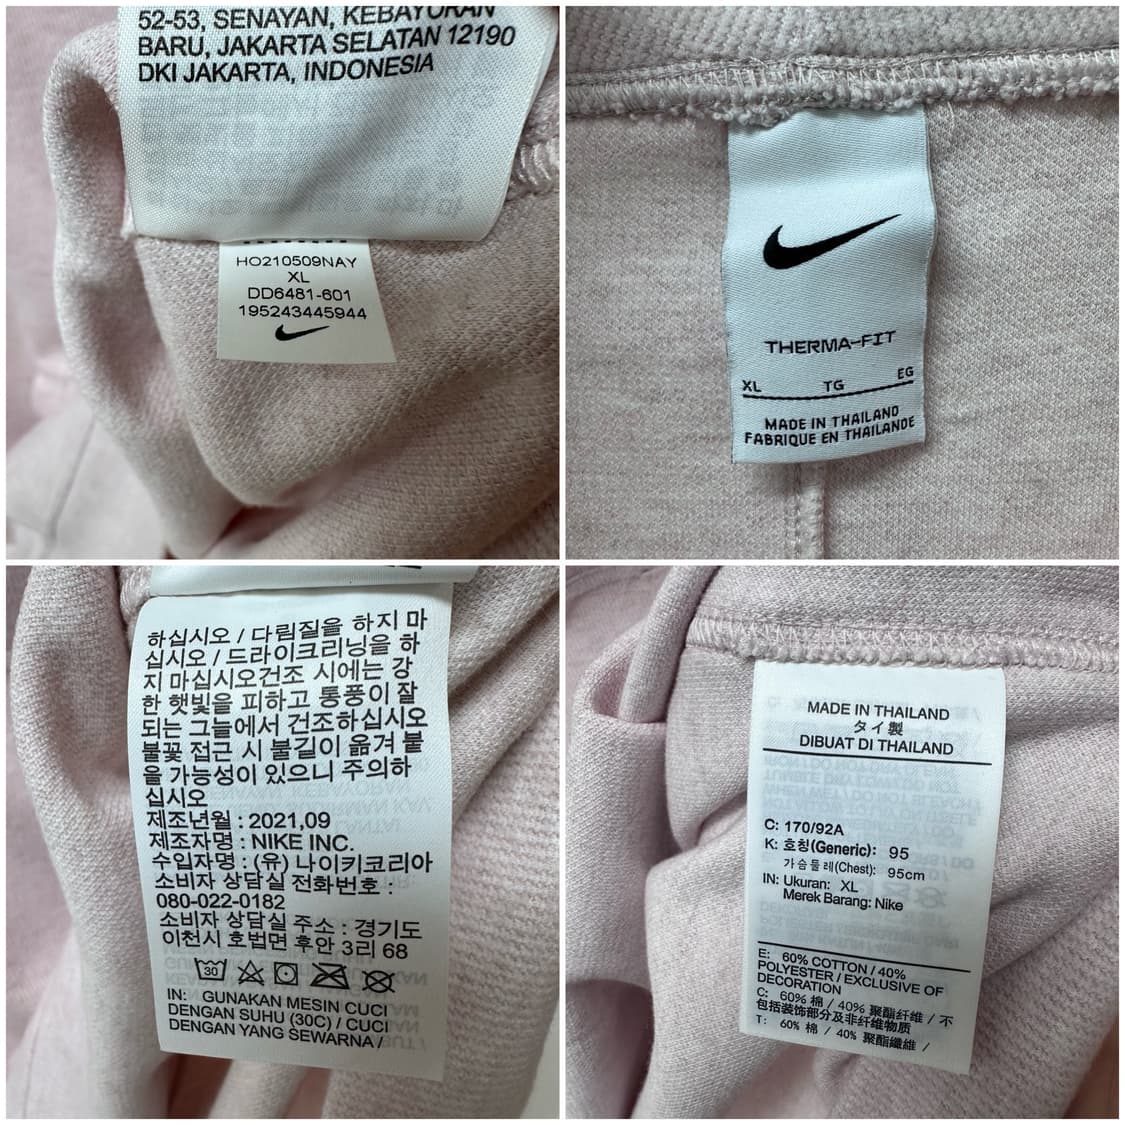 52-53, SENAYAN, KEBAYORAN
BARU, JAKARTA SELATAN 12190
DKI JAKARTA, INDONESIA
HO210509NAY
XL
DD6481-601
195243445944
THERMA-FIT
XL TG EG
MADE IN THAILAND
FABRIQUE EN THAILANDE
하십시오 / 다림질을 하지 마
십시오 / 드라이크리닝을 하
지 마십시오건조 시에는 강
한 햇빛을 피하고 통풍이 잘
되는 그늘에서 건조하십시오
불꽃 접근 시 불길이 옮겨 붙
을 가능성이 있으니 주의하
십시오
제조년월 : 2021,09
제조자명 : NIKE INC.
수입자명 : (유) 나이키코리아
소비자 상담실 전화번호 :
080-022-0182
소비자 상담실 주소 : 경기도
이천시 호법면 후안 3리 68
30
IN: GUNAKAN MESIN CUCI
DENGAN SUHU (30C) / CUCI
DENGAN YANG SEWARNA /
MADE IN THAILAND
タイ製
DIBUAT DI THAILAND
C: 170/92A
K: 호칭(Generic): 95
가슴둘레(Chest): 95cm
IN: Ukuran: XL
Merek Barang: Nike
E: 60% COTTON / 40%
POLYESTER / EXCLUSIVE OF
DECORATION
C: 60% 棉 / 40% 聚酯纤维 / 不
包括装饰部分及非纤维物质
T: 60% 棉 / 40% 聚酯纖維 /